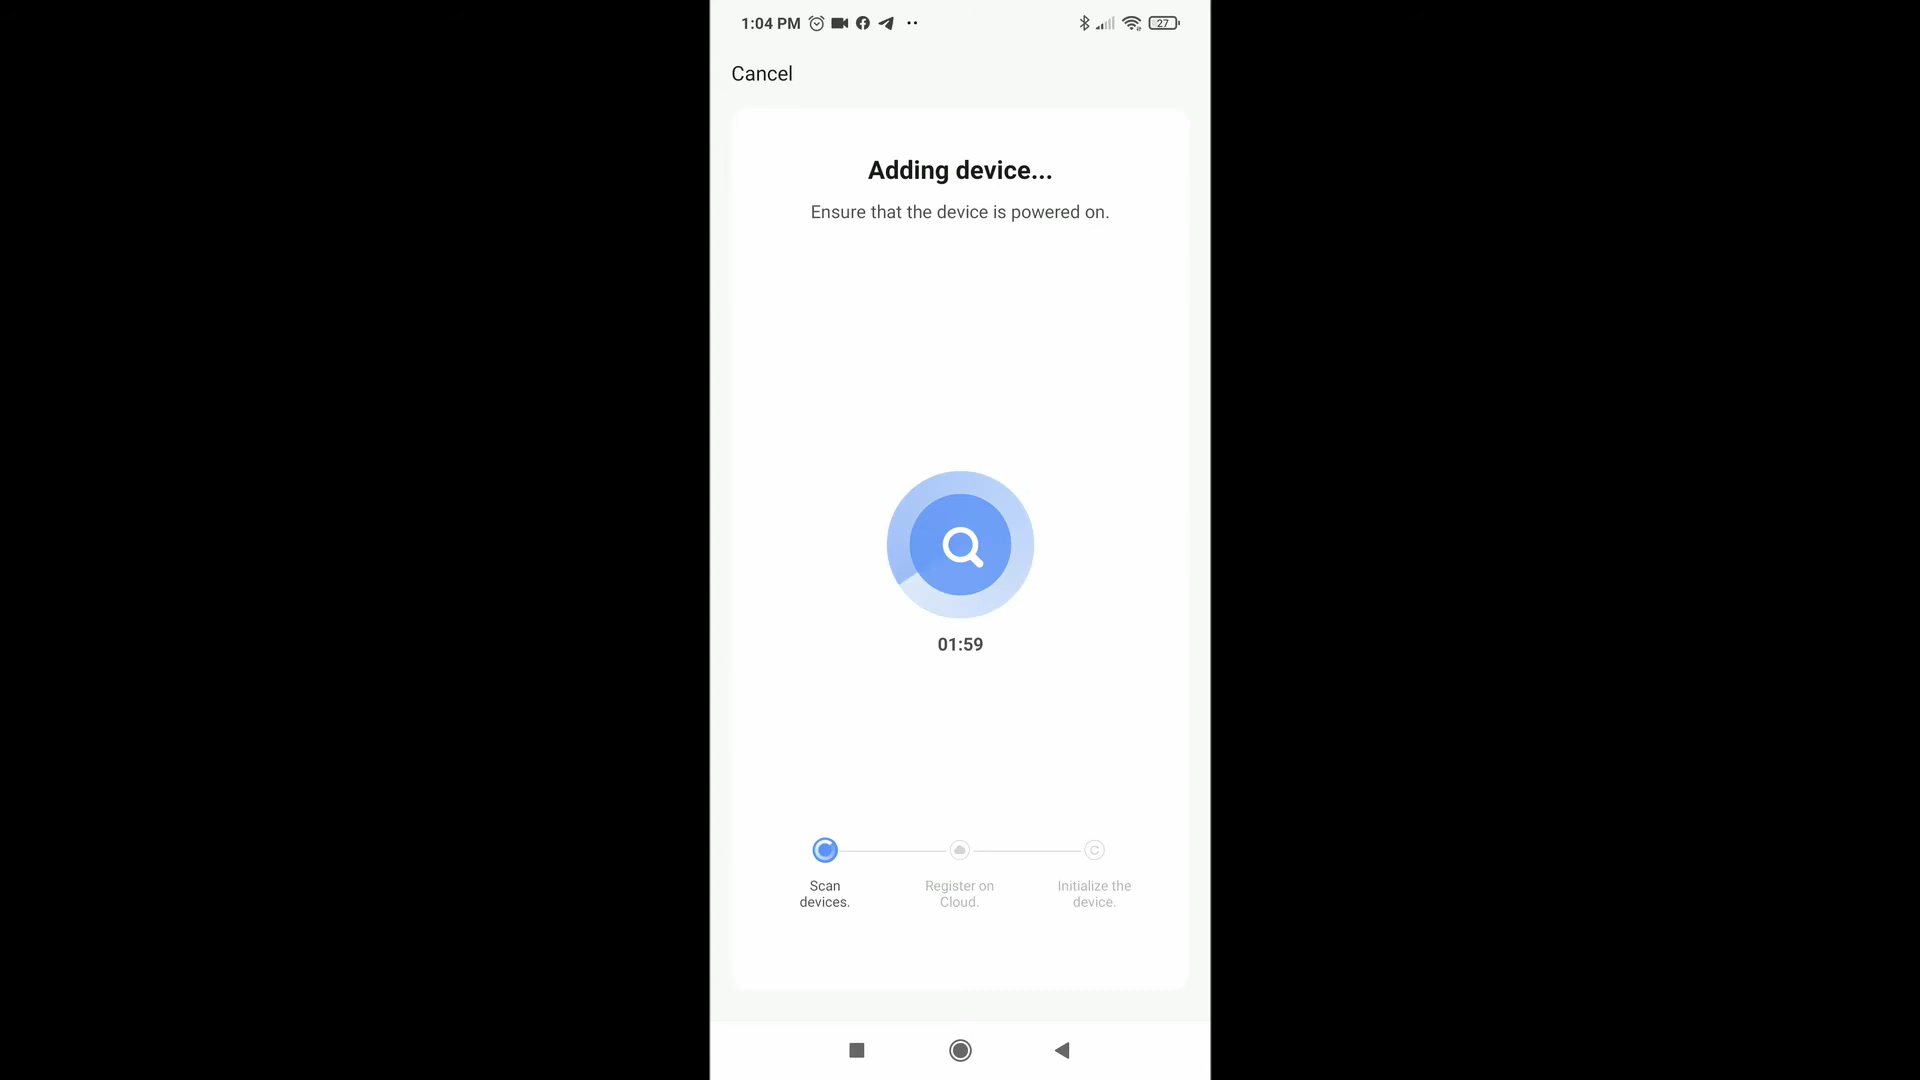 1:04 PM
27
Cancel
Adding device...
Ensure that the device is powered on.
01:59
Scan
devices.
Register on
Cloud.
Initialize the
device.